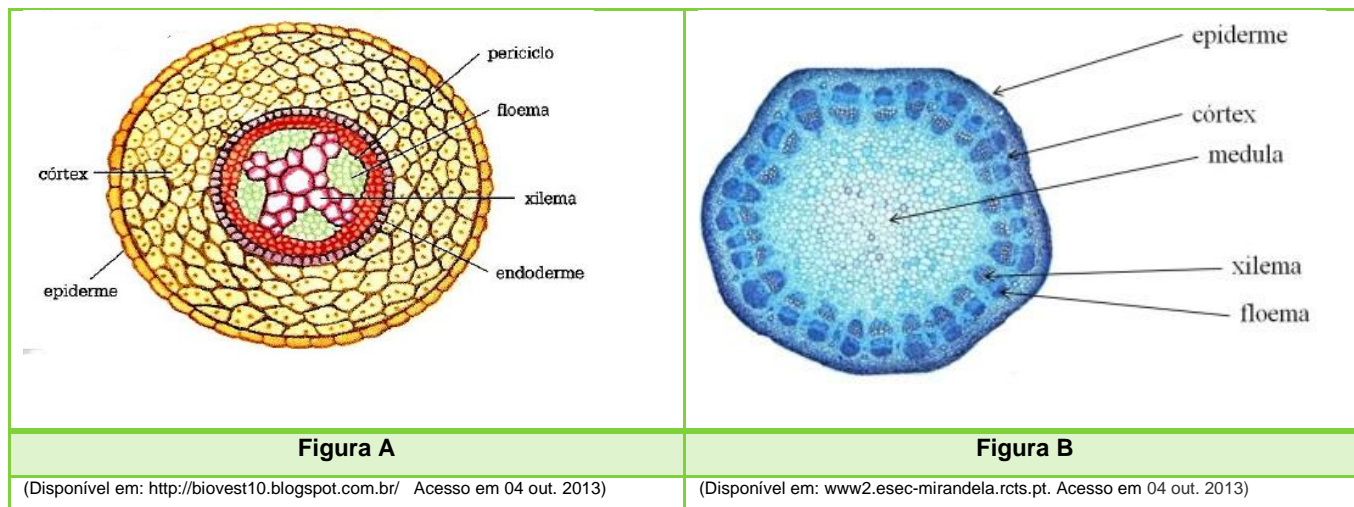 periciclo
floema
córtex
xilema
endoderme
epiderme
epiderme
córtex
medula
xilema
floema
Figura A
Figura B
(Disponível em: http://biovest10.blogspot.com.br/ Acesso em 04 out. 2013)
(Disponível em: www2.esec-mirandela.rcts.pt. Acesso em 04 out. 2013)